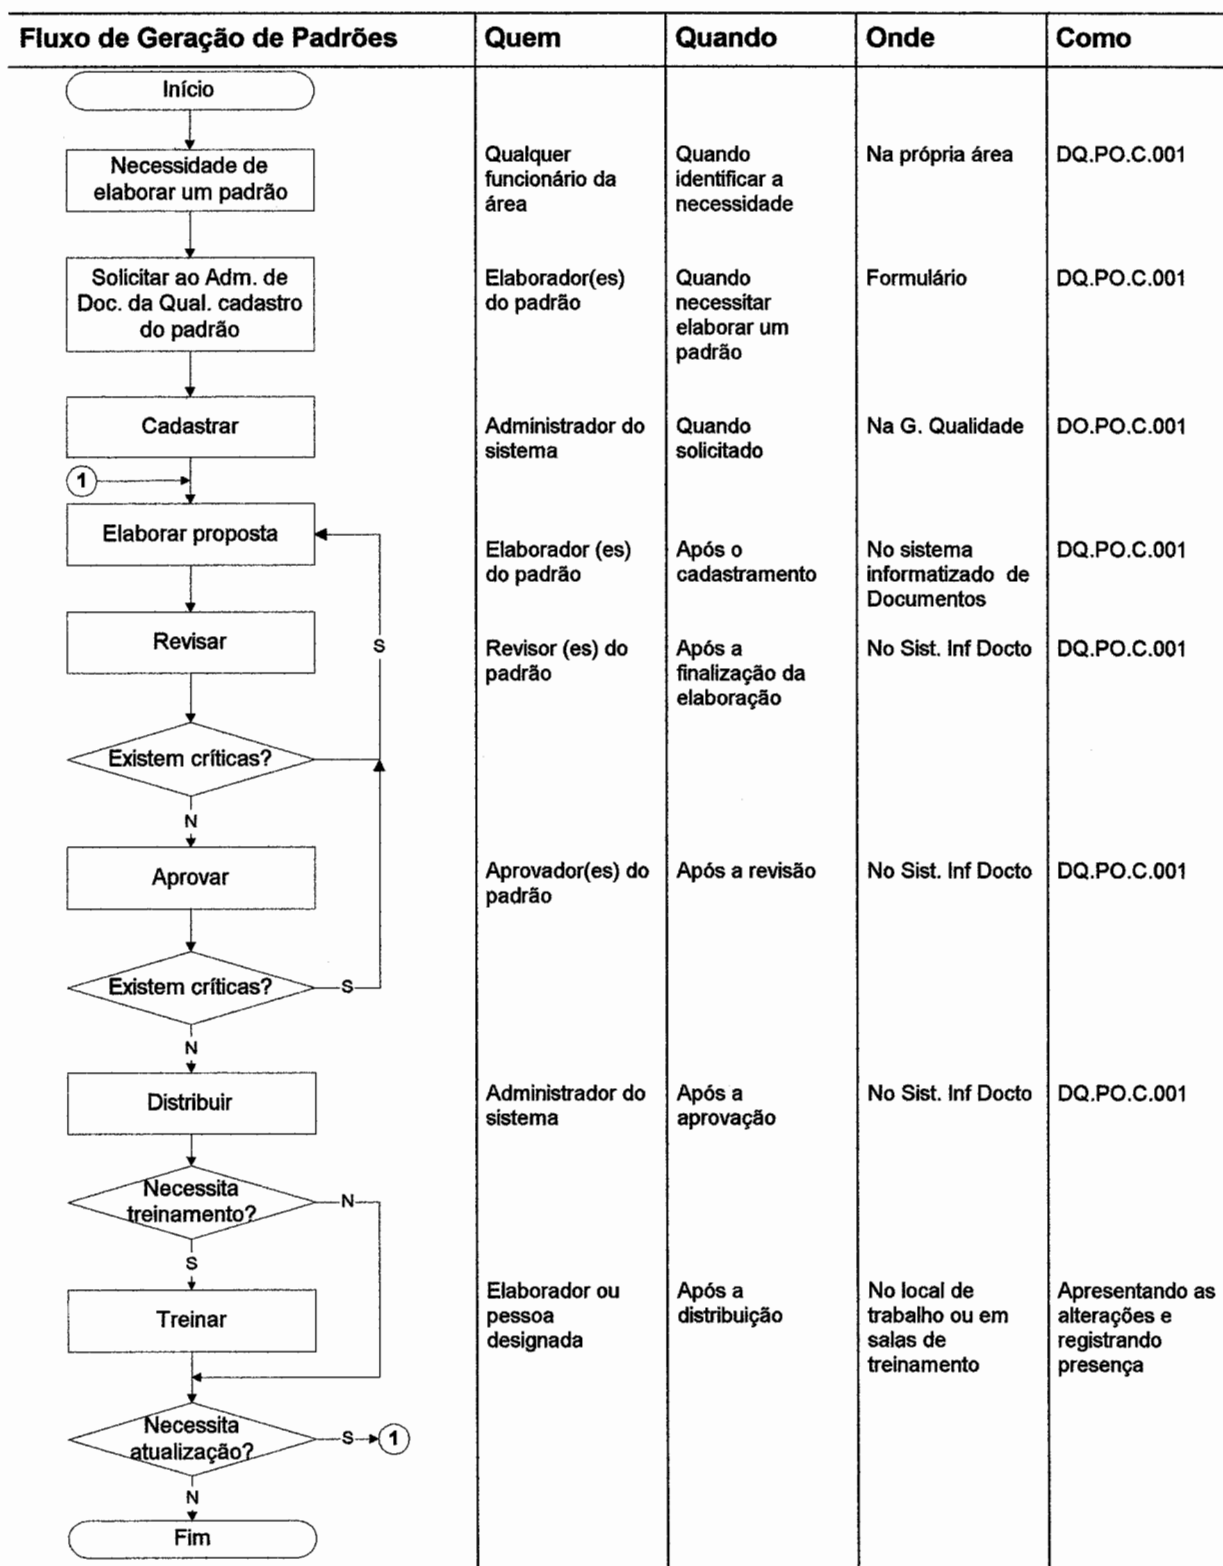 Fluxo de Geração de Padrões
Quem
Quando
Onde
Como
Início
Necessidade de
elaborar um padrão
Qualquer
funcionário da
área
Quando
identificar a
necessidade
Na própria área
DQ.PO.C.001
Solicitar ao Adm. de
Doc. da Qual. cadastro
do padrão
Elaborador(es)
do padrão
Quando
necessitar
elaborar um
padrão
Formulário
DQ.PO.C.001
Cadastrar
Administrador do
sistema
Quando
solicitado
Na G. Qualidade
DO.PO.C.001
1
Elaborar proposta
Elaborador (es)
do padrão
Após o
cadastramento
No sistema
informatizado de
Documentos
DQ.PO.C.001
Revisar
S
Revisor (es) do
padrão
Após a
finalização da
elaboração
No Sist. Inf Docto
DQ.PO.C.001
Existem críticas?
N
Aprovar
Aprovador(es) do
padrão
Após a revisão
No Sist. Inf Docto
DQ.PO.C.001
Existem críticas?
S
N
Distribuir
Administrador do
sistema
Após a
aprovação
No Sist. Inf Docto
DQ.PO.C.001
Necessita
treinamento?
N
S
Treinar
Elaborador ou
pessoa
designada
Após a
distribuição
No local de
trabalho ou em
salas de
treinamento
Apresentando as
alterações e
registrando
presença
Necessita
atualização?
S
1
N
Fim